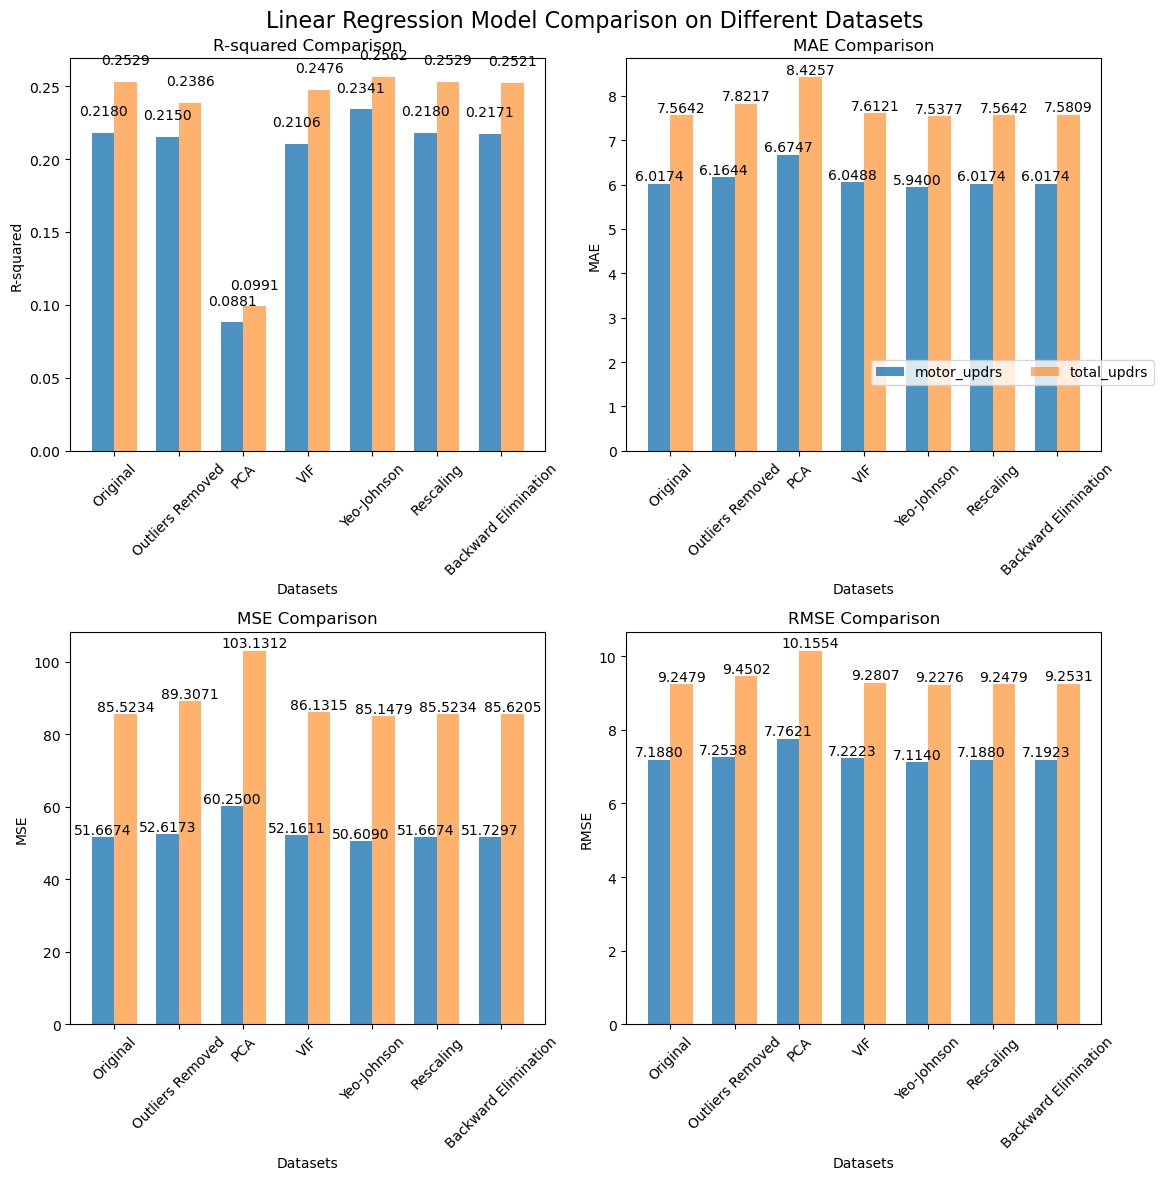 Linear Regression Model Comparison on Different Datasets
R-squared Comparison
R-squared
0.25
0.20
0.15
0.10
0.05
0.00
0.2180
0.2529
0.2150
0.2386
0.0881
0.0991
0.2106
0.2476
0.2341
0.2562
0.2180
0.2529
0.2171
0.2521
Original
Outliers Removed
PCA
VIF
Yeo-Johnson
Rescaling
Backward Elimination
Datasets
MAE Comparison
MAE
8
7
6
5
4
3
2
1
0
6.0174
7.5642
6.1644
7.8217
6.6747
8.4257
6.0488
7.6121
5.9400
7.5377
6.0174
7.5642
6.0174
7.5809
motor_updrs
total_updrs
Original
Outliers Removed
PCA
VIF
Yeo-Johnson
Rescaling
Backward Elimination
Datasets
MSE Comparison
MSE
100
80
60
40
20
0
51.6674
85.5234
52.6173
89.3071
60.2500
103.1312
52.1611
86.1315
50.6090
85.1479
51.6674
85.5234
51.7297
85.6205
Original
Outliers Removed
PCA
VIF
Yeo-Johnson
Rescaling
Backward Elimination
Datasets
RMSE Comparison
RMSE
10
8
6
4
2
0
7.1880
9.2479
7.2538
9.4502
7.7621
10.1554
7.2223
9.2807
7.1140
9.2276
7.1880
9.2479
7.1923
9.2531
Original
Outliers Removed
PCA
VIF
Yeo-Johnson
Rescaling
Backward Elimination
Datasets